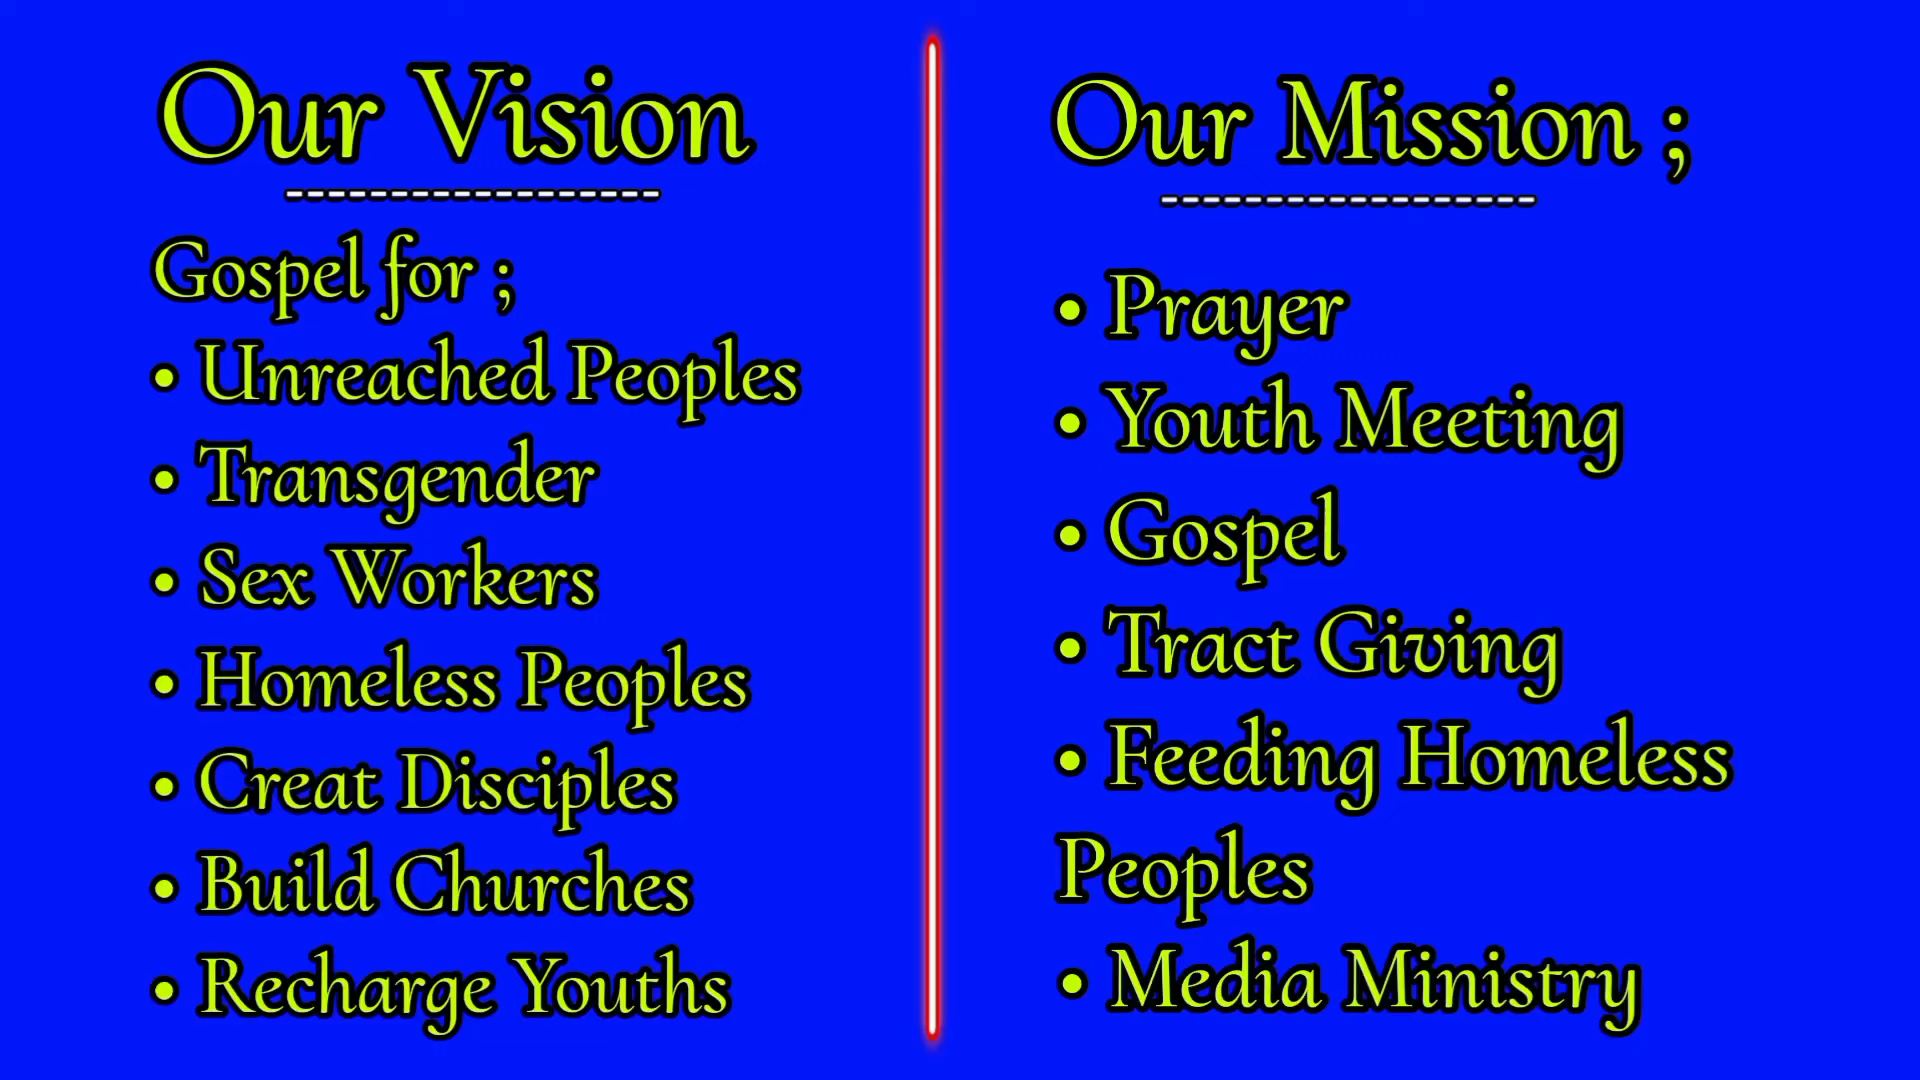 Our Vision
-----------------
Gospel for ;
• Unreached Peoples
• Transgender
• Sex Workers
• Homeless Peoples
• Creat Disciples
• Build Churches
• Recharge Youths
Our Mission ;
-----------------
• Prayer
• Youth Meeting
• Gospel
• Tract Giving
• Feeding Homeless
Peoples
• Media Ministry